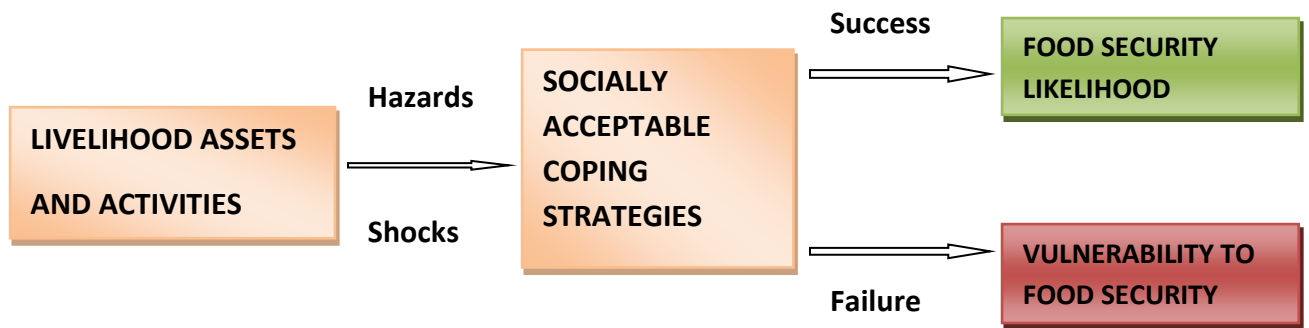 LIVELIHOOD ASSETS
AND ACTIVITIES
Hazards
Shocks
SOCIALLY
ACCEPTABLE
COPING
STRATEGIES
Success
Failure
FOOD SECURITY
LIKELIHOOD
VULNERABILITY TO
FOOD SECURITY